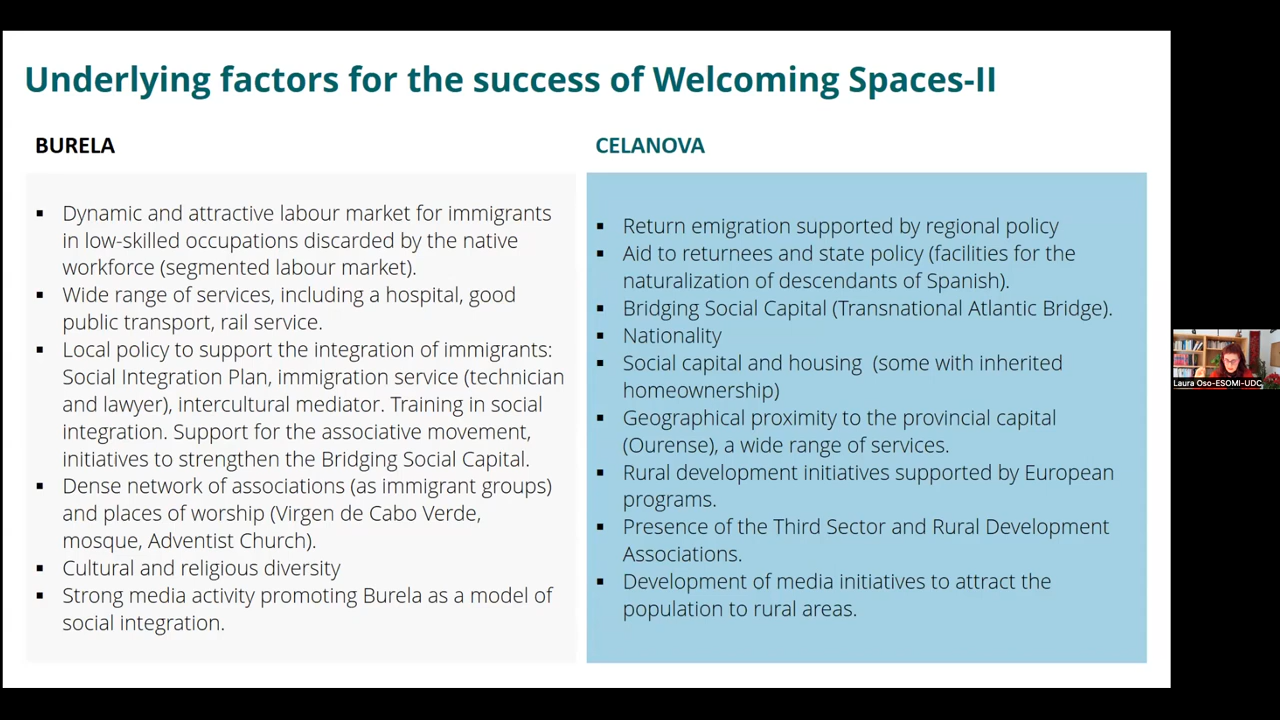 Underlying factors for the success of Welcoming Spaces-II
BURELA
▪ Dynamic and attractive labour market for immigrants
in low-skilled occupations discarded by the native
workforce (segmented labour market).
▪ Wide range of services, including a hospital, good
public transport, rail service.
▪ Local policy to support the integration of immigrants:
Social Integration Plan, immigration service (technician
and lawyer), intercultural mediator. Training in social
integration. Support for the associative movement,
initiatives to strengthen the Bridging Social Capital.
▪ Dense network of associations (as immigrant groups)
and places of worship (Virgen de Cabo Verde,
mosque, Adventist Church).
▪ Cultural and religious diversity
▪ Strong media activity promoting Burela as a model of
social integration.
CELANOVA
▪ Return emigration supported by regional policy
▪ Aid to returnees and state policy (facilities for the
naturalization of descendants of Spanish).
▪ Bridging Social Capital (Transnational Atlantic Bridge).
▪ Nationality
▪ Social capital and housing (some with inherited
homeownership)
▪ Geographical proximity to the provincial capital
(Ourense), a wide range of services.
▪ Rural development initiatives supported by European
programs.
▪ Presence of the Third Sector and Rural Development
Associations.
▪ Development of media initiatives to attract the
population to rural areas.
Laura Oso-ESOMI-UDC